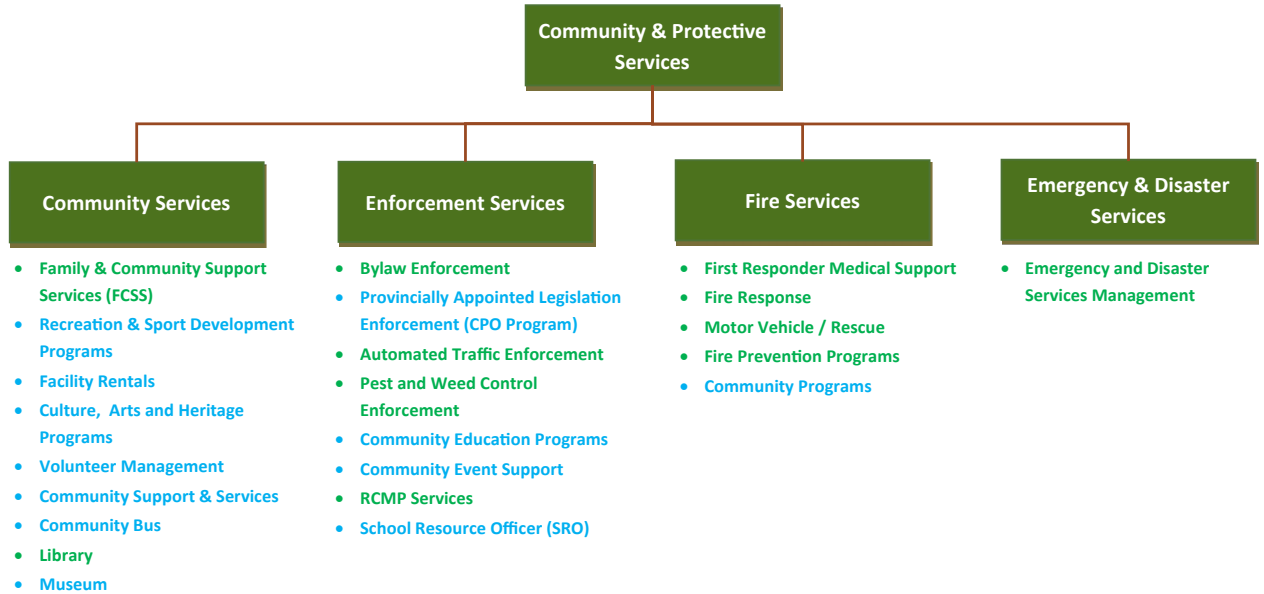 Community & Protective
Services
Community Services
Enforcement Services
Fire Services
Emergency & Disaster
Services
• Family & Community Support
Services (FCSS)
• Recreation & Sport Development
Programs
• Facility Rentals
• Culture, Arts and Heritage
Programs
• Volunteer Management
• Community Support & Services
• Community Bus
• Library
• Museum
• Bylaw Enforcement
• Provincially Appointed Legislation
Enforcement (CPO Program)
• Automated Traffic Enforcement
• Pest and Weed Control
Enforcement
• Community Education Programs
• Community Event Support
• RCMP Services
• School Resource Officer (SRO)
• First Responder Medical Support
• Fire Response
• Motor Vehicle / Rescue
• Fire Prevention Programs
• Community Programs
• Emergency and Disaster
Services Management